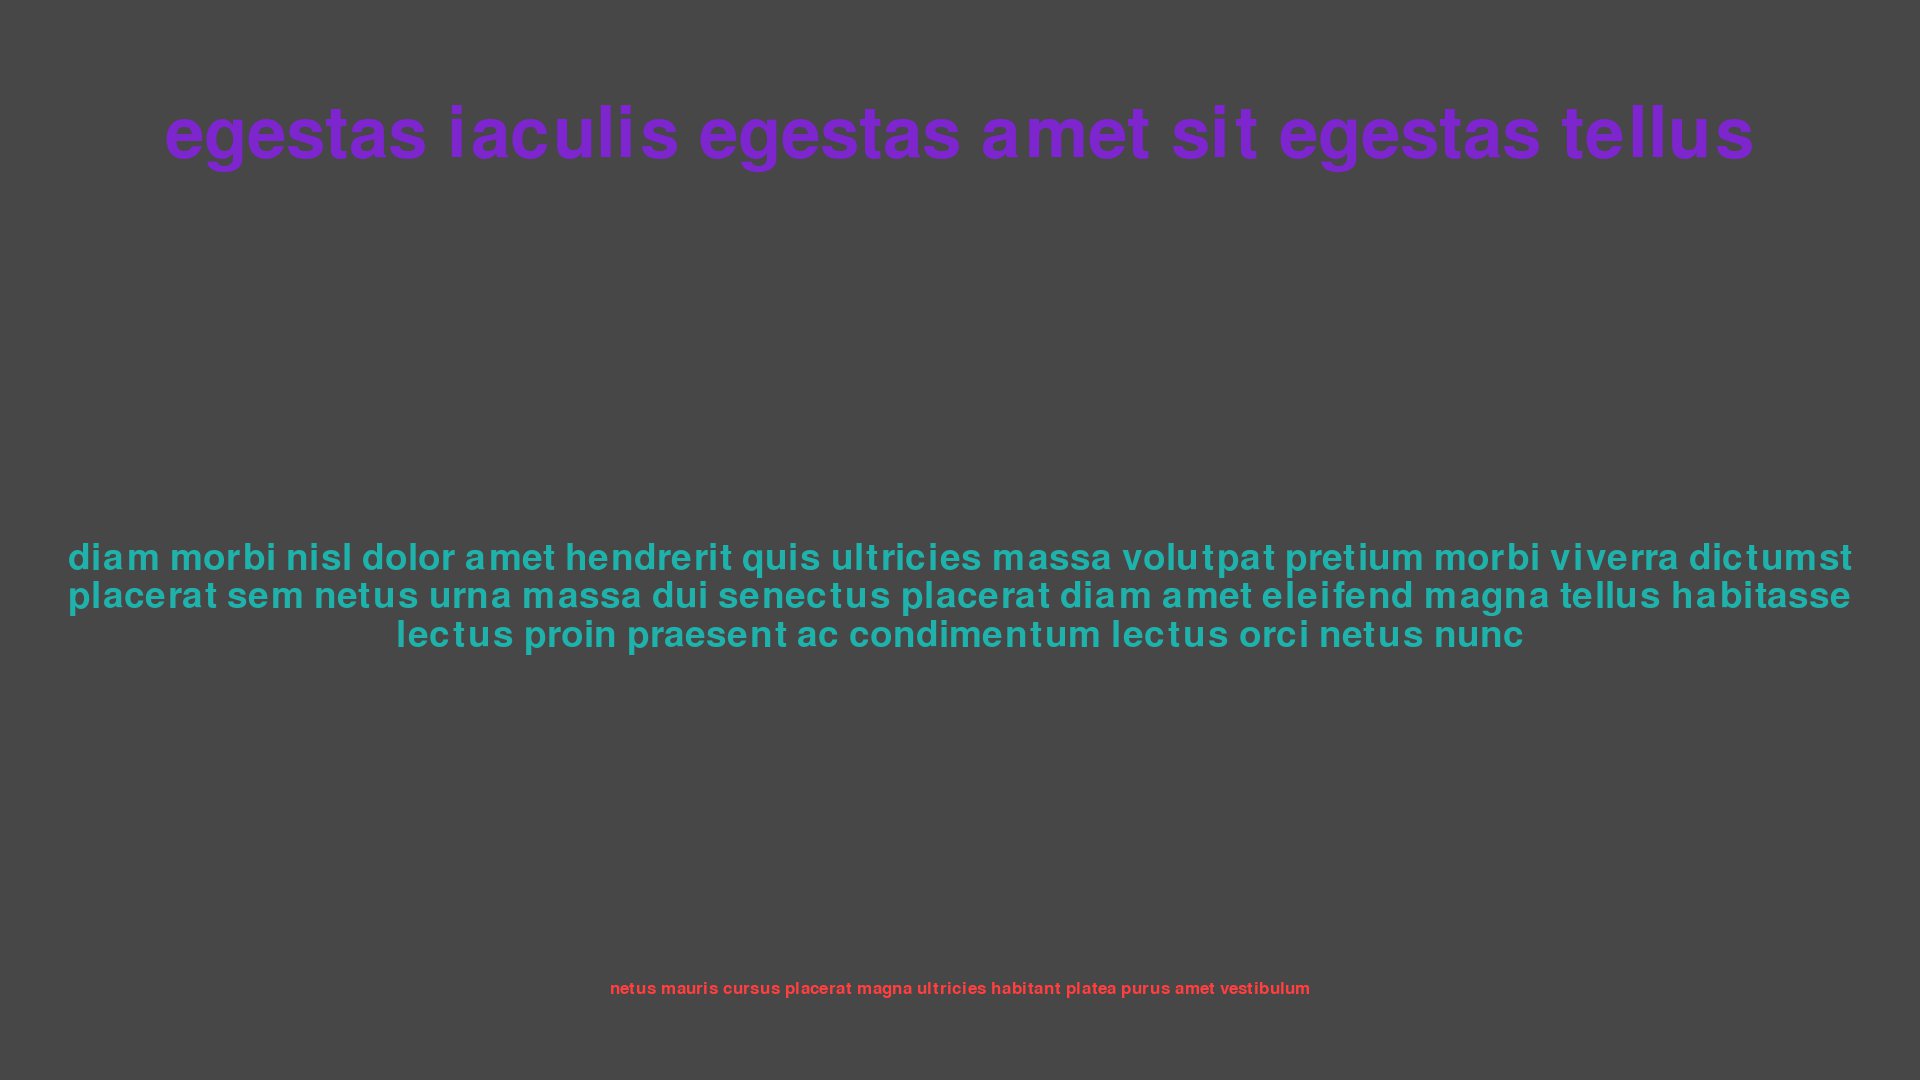 egestas iaculis egestas amet sit egestas tellus
diam morbi nisl dolor amet hendrerit quis ultricies massa volutpat pretium morbi viverra dictumst
placerat sem netus urna massa dui senectus placerat diam amet eleifend magna tellus habitasse
lectus proin praesent ac condimentum lectus orci netus nunc
netus mauris cursus placerat magna ultricies habitant platea purus amet vestibulum